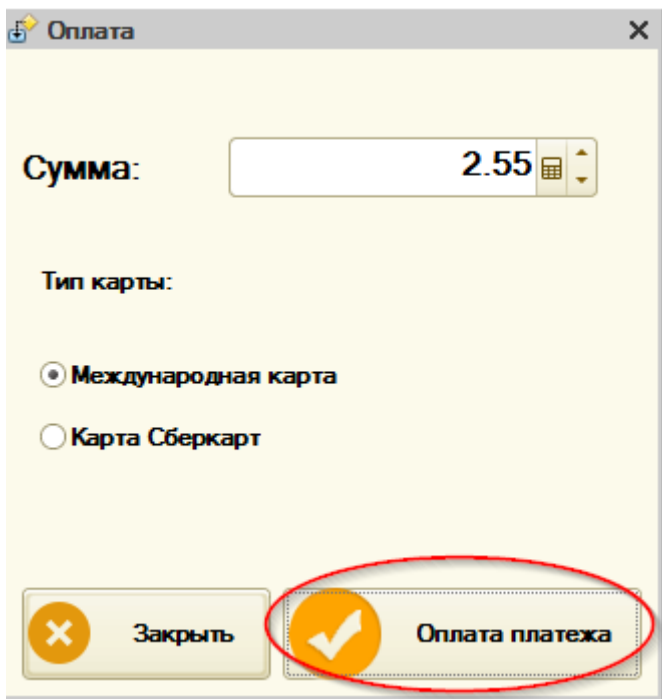 Оплата
Сумма: 2.55
Тип карты:
Международная карта
Карта Сберкарт
Закрыть Оплата платежа